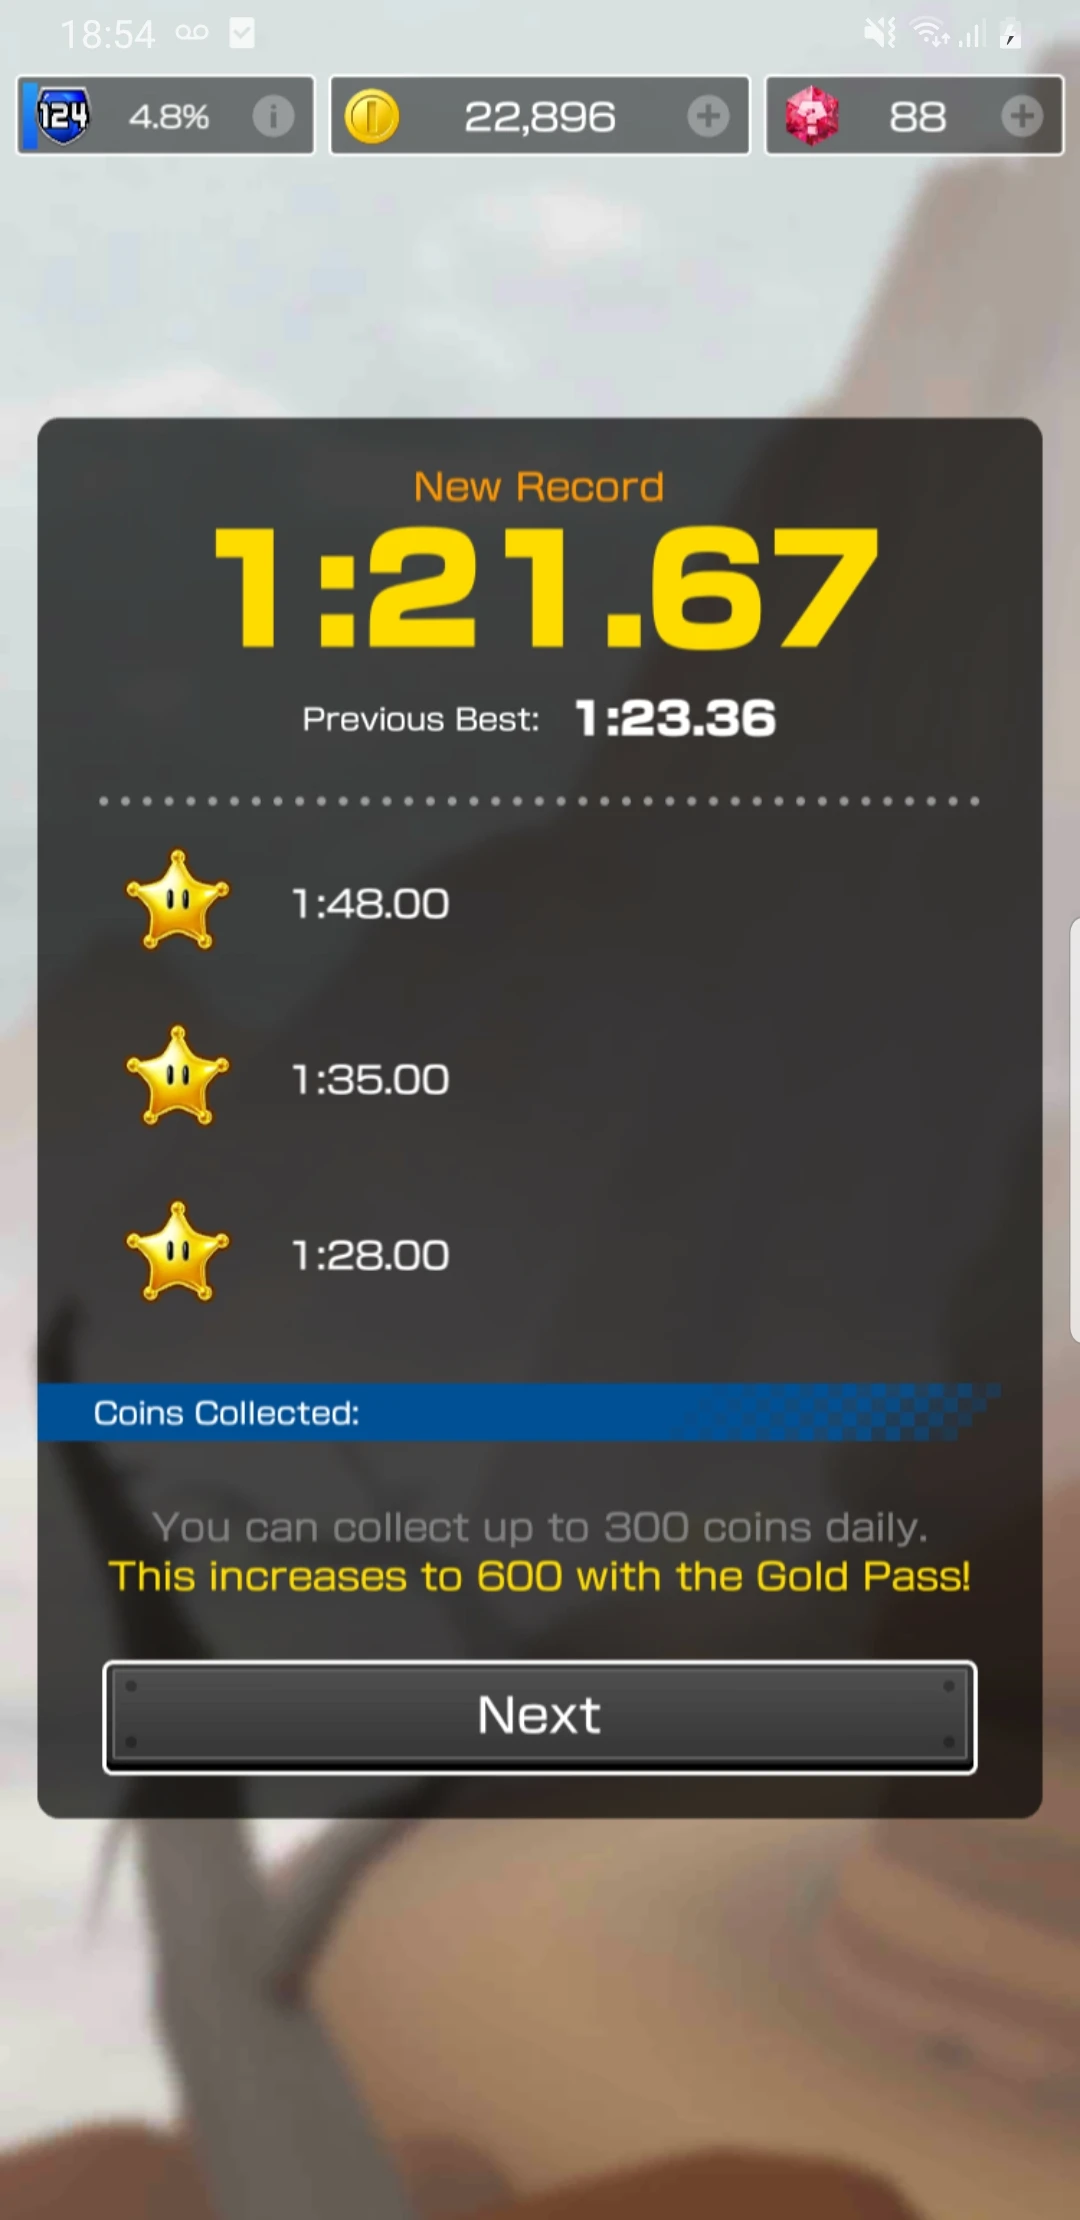 18:54
124 4.8% 22,896 88
New Record
1:21.67
Previous Best: 1:23.36
1:48.00
1:35.00
1:28.00
Coins Collected:
You can collect up to 300 coins daily.
This increases to 600 with the Gold Pass!
Next